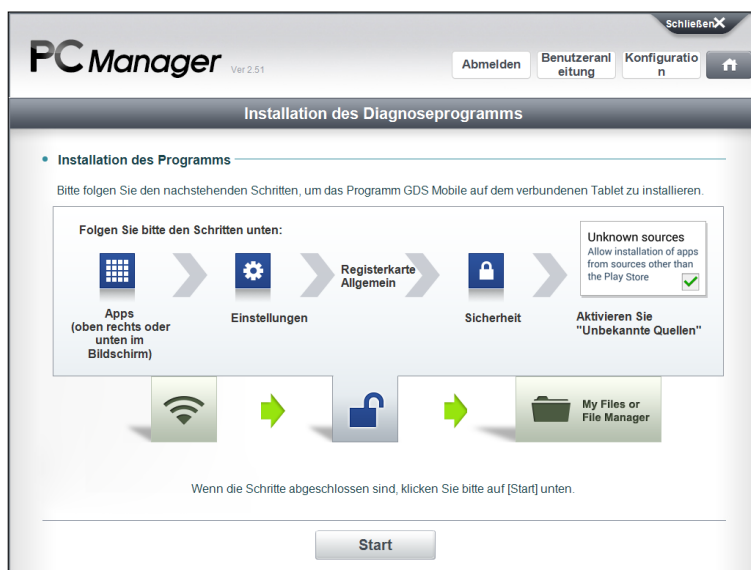 Schließen X
PC Manager Ver 2.51
Abmelden
Benutzeranl
eitung
Konfiguratio
n
Installation des Diagnoseprogramms
Installation des Programms
Bitte folgen Sie den nachstehenden Schritten, um das Programm GDS Mobile auf dem verbundenen Tablet zu installieren.
Folgen Sie bitte den Schritten unten:
Apps
(oben rechts oder
unten im
Bildschirm)
Einstellungen
Registerkarte
Allgemein
Sicherheit
Unknown sources
Allow installation of apps
from sources other than
the Play Store
Aktivieren Sie
"Unbekannte Quellen"
My Files or
File Manager
Wenn die Schritte abgeschlossen sind, klicken Sie bitte auf [Start] unten.
Start